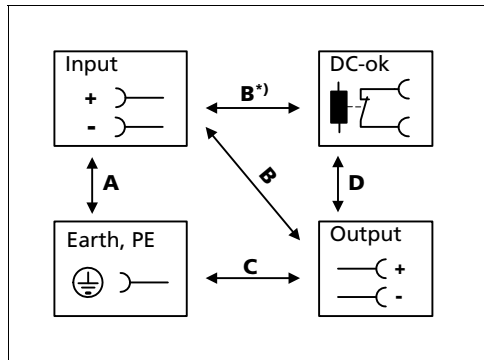 Input
DC-ok
+
-
B*)
A
B
D
Earth, PE
Output
C
+
-